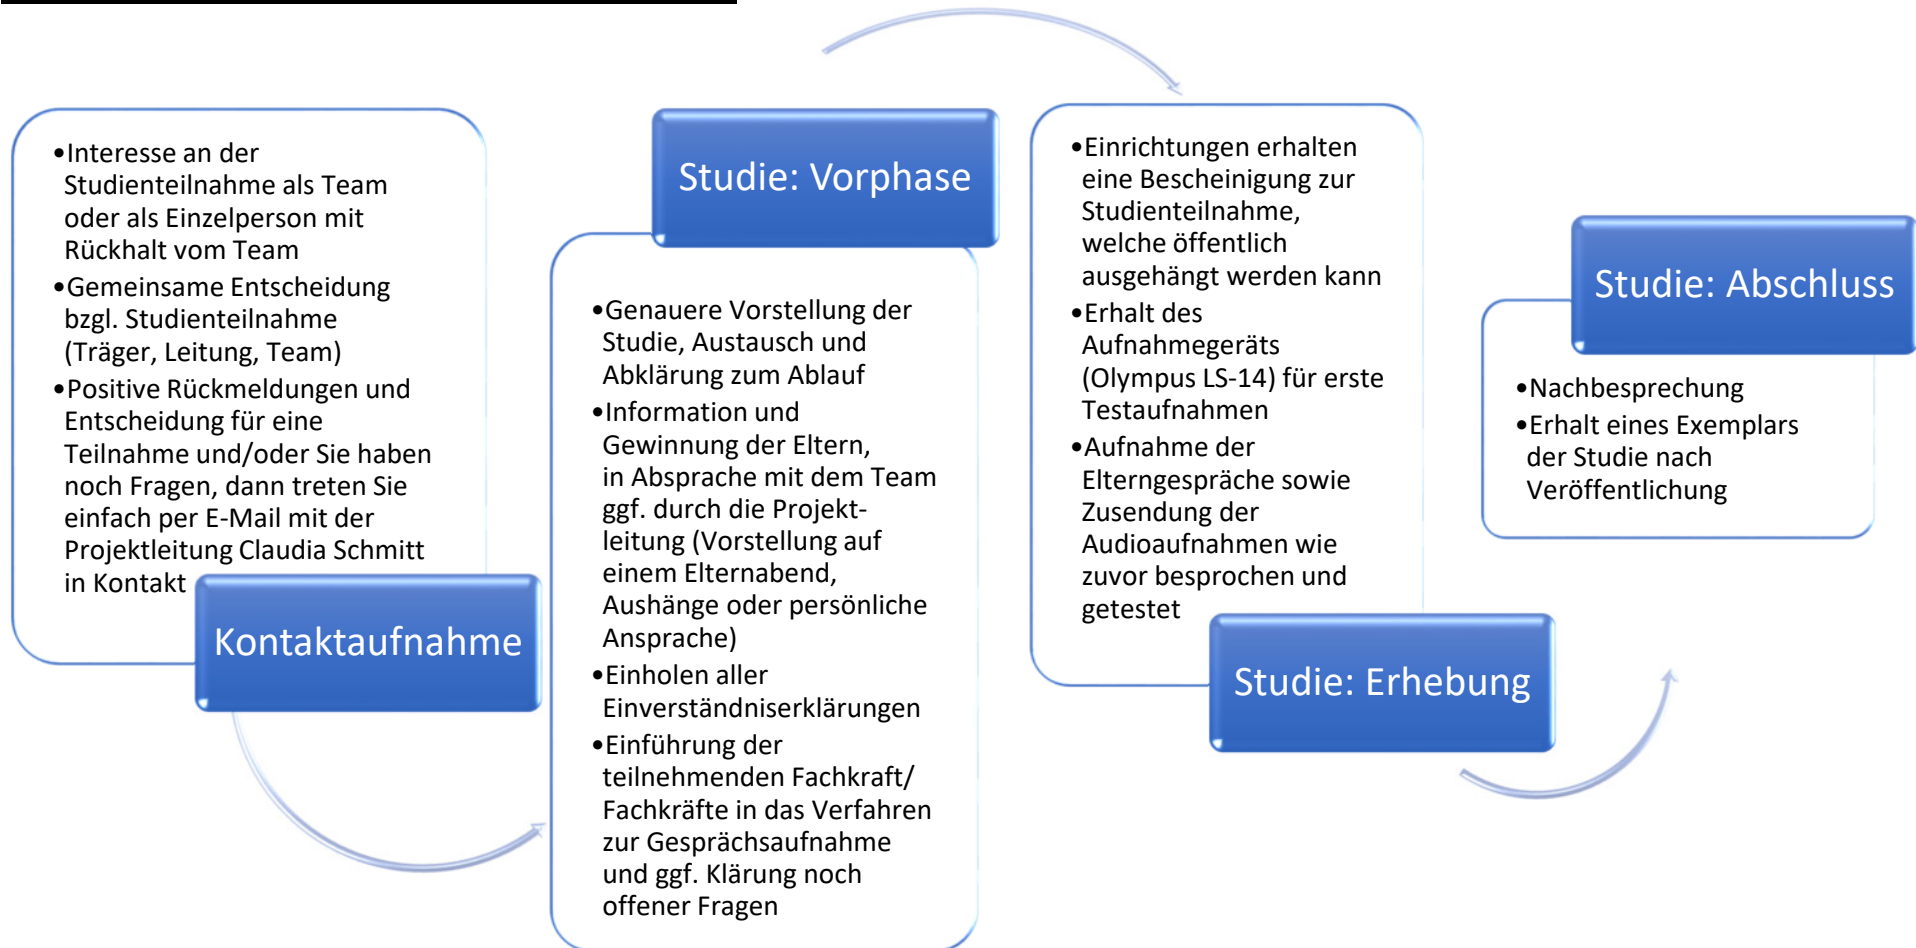 •Interesse an der
Studienteilnahme als Team
oder als Einzelperson mit
Rückhalt vom Team
•Gemeinsame Entscheidung
bzgl. Studienteilnahme
(Träger, Leitung, Team)
•Positive Rückmeldungen und
Entscheidung für eine
Teilnahme und/oder Sie haben
noch Fragen, dann treten Sie
einfach per E-Mail mit der
Projektleitung Claudia Schmitt
in Kontakt
Kontaktaufnahme
Studie: Vorphase
•Genauere Vorstellung der
Studie, Austausch und
Abklärung zum Ablauf
•Information und
Gewinnung der Eltern,
in Absprache mit dem Team
ggf. durch die Projekt-
leitung (Vorstellung auf
einem Elternabend,
Aushänge oder persönliche
Ansprache)
•Einholen aller
Einverständniserklärungen
•Einführung der
teilnehmenden Fachkraft/
Fachkräfte in das Verfahren
zur Gesprächsaufnahme
und ggf. Klärung noch
offener Fragen
•Einrichtungen erhalten
eine Bescheinigung zur
Studienteilnahme,
welche öffentlich
ausgehängt werden kann
•Erhalt des
Aufnahmegeräts
(Olympus LS-14) für erste
Testaufnahmen
•Aufnahme der
Elterngespräche sowie
Zusendung der
Audioaufnahmen wie
zuvor besprochen und
getestet
Studie: Erhebung
Studie: Abschluss
•Nachbesprechung
•Erhalt eines Exemplars
der Studie nach
Veröffentlichung